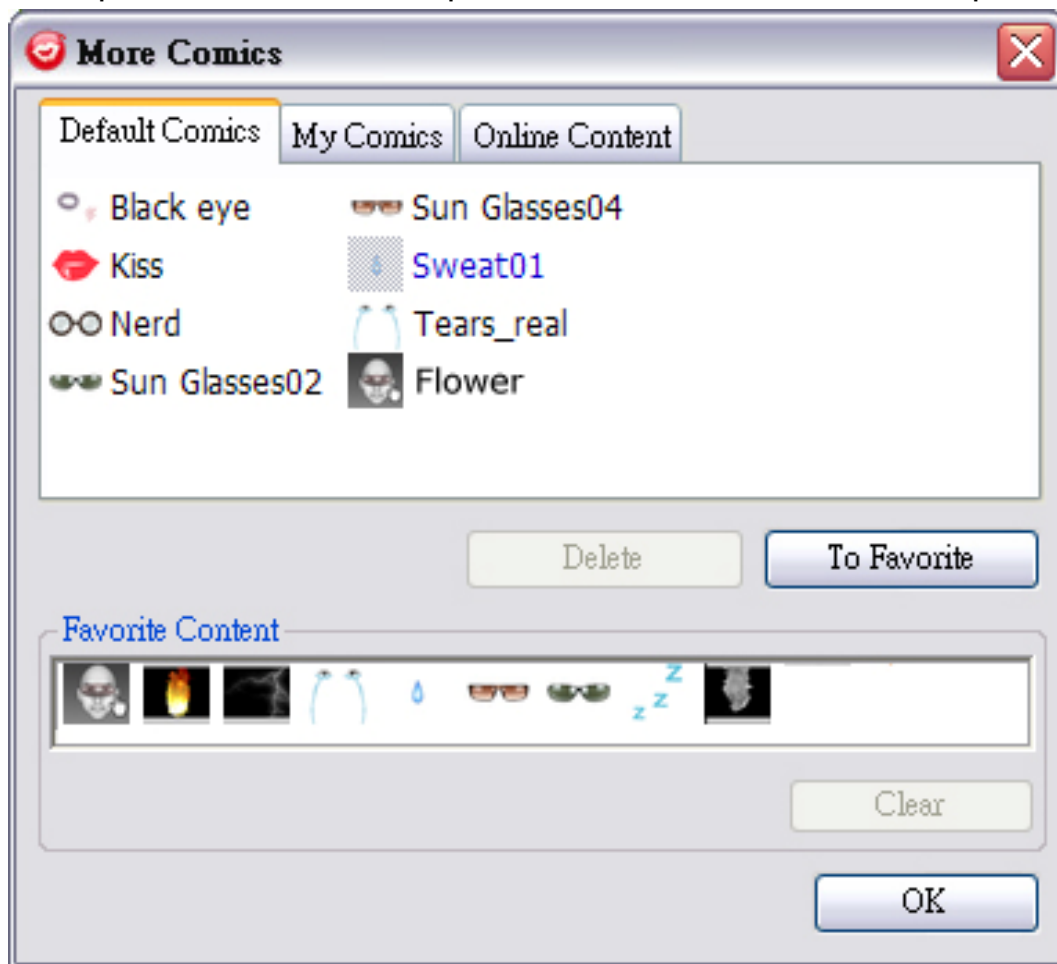 More Comics
Default Comics My Comics Online Content
Black eye Sun Glasses04
Kiss Sweat01
Nerd Tears_real
Sun Glasses02 Flower
Delete To Favorite
Favorite Content
z z z
Clear
OK